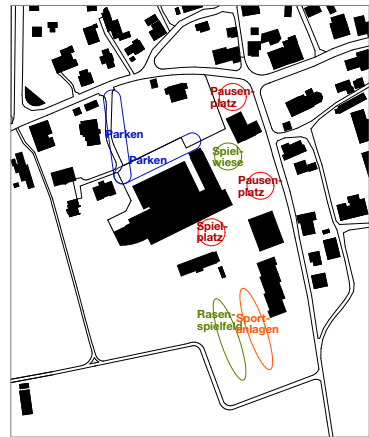 Pausen-
platz
Parken
Parken
Spiel-
wiese
Pausen-
platz
Spiel-
platz
Rasen-
spielfeld
Sport-
anlagen